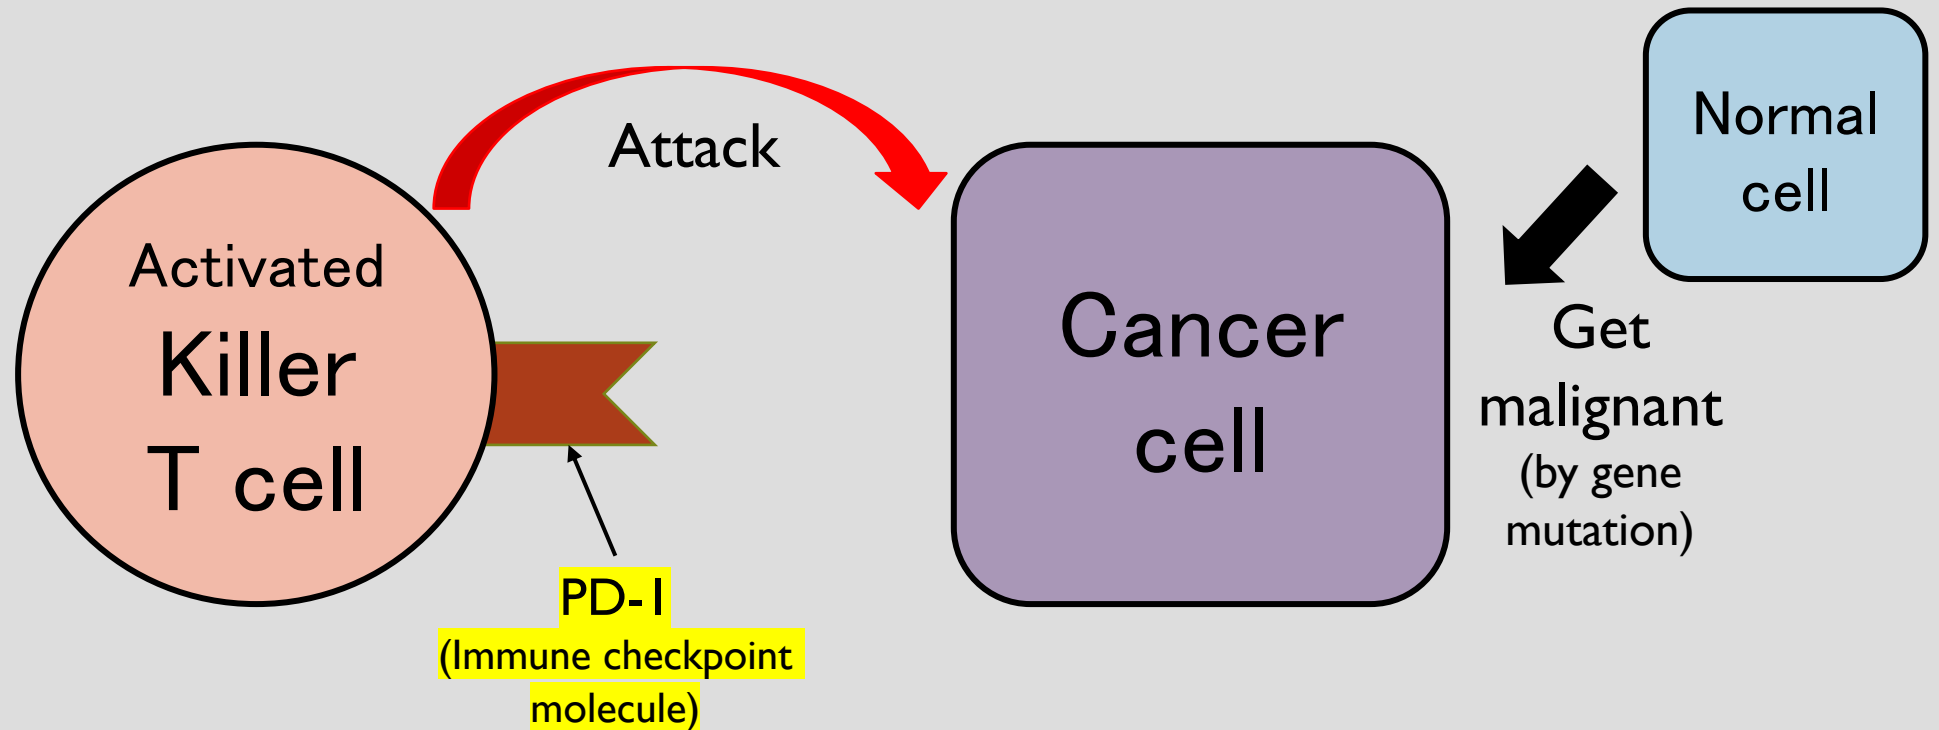 Attack
Activated
Killer
T cell
PD-1
(Immune checkpoint
molecule)
Cancer
cell
Normal
cell
Get
malignant
(by gene
mutation)